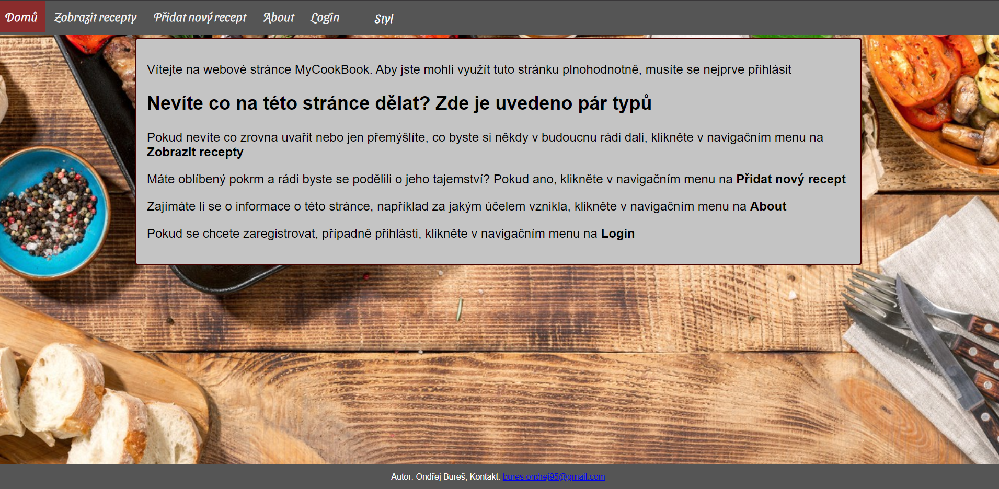 Domů Zobrazit recepty Přidat nový recept About Login Styl
Vítejte na webové stránce MyCookBook. Aby jste mohli využít tuto stránku plnohodnotně, musíte se nejprve přihlásit
Nevíte co na této stránce dělat? Zde je uvedeno pár typů
Pokud nevíte co zrovna uvařit nebo jen přemýšlíte, co byste si někdy v budoucnu rádi dali, klikněte v navigačním menu na
Zobrazit recepty
Máte oblíbený pokrm a rádi byste se podělili o jeho tajemství? Pokud ano, klikněte v navigačním menu na Přidat nový recept
Zajímáte li se o informace o této stránce, například za jakým účelem vznikla, klikněte v navigačním menu na About
Pokud se chcete zaregistrovat, případně přihlásti, klikněte v navigačním menu na Login
Autor: Ondřej Bureš, Kontakt: bures.ondrej95@gmail.com